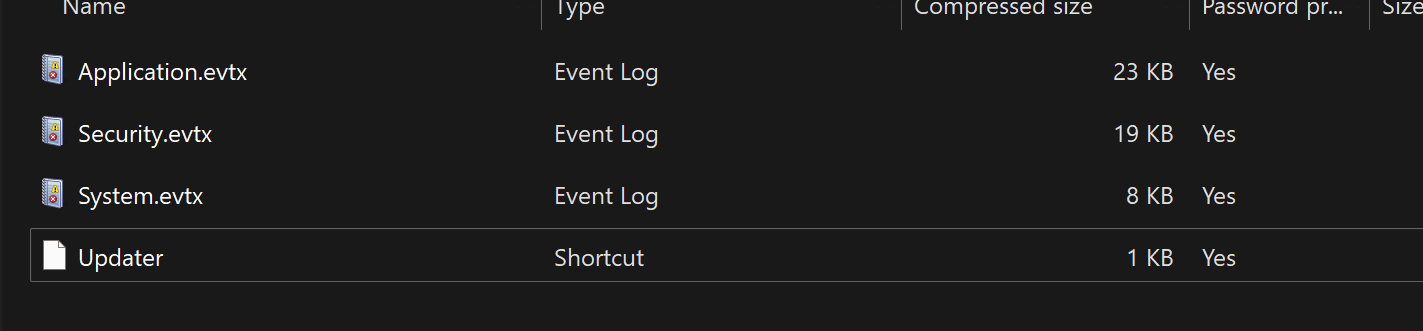 Name Type Compressed size Password pr... Size
Application.evtx Event Log 23 KB Yes
Security.evtx Event Log 19 KB Yes
System.evtx Event Log 8 KB Yes
Updater Shortcut 1 KB Yes